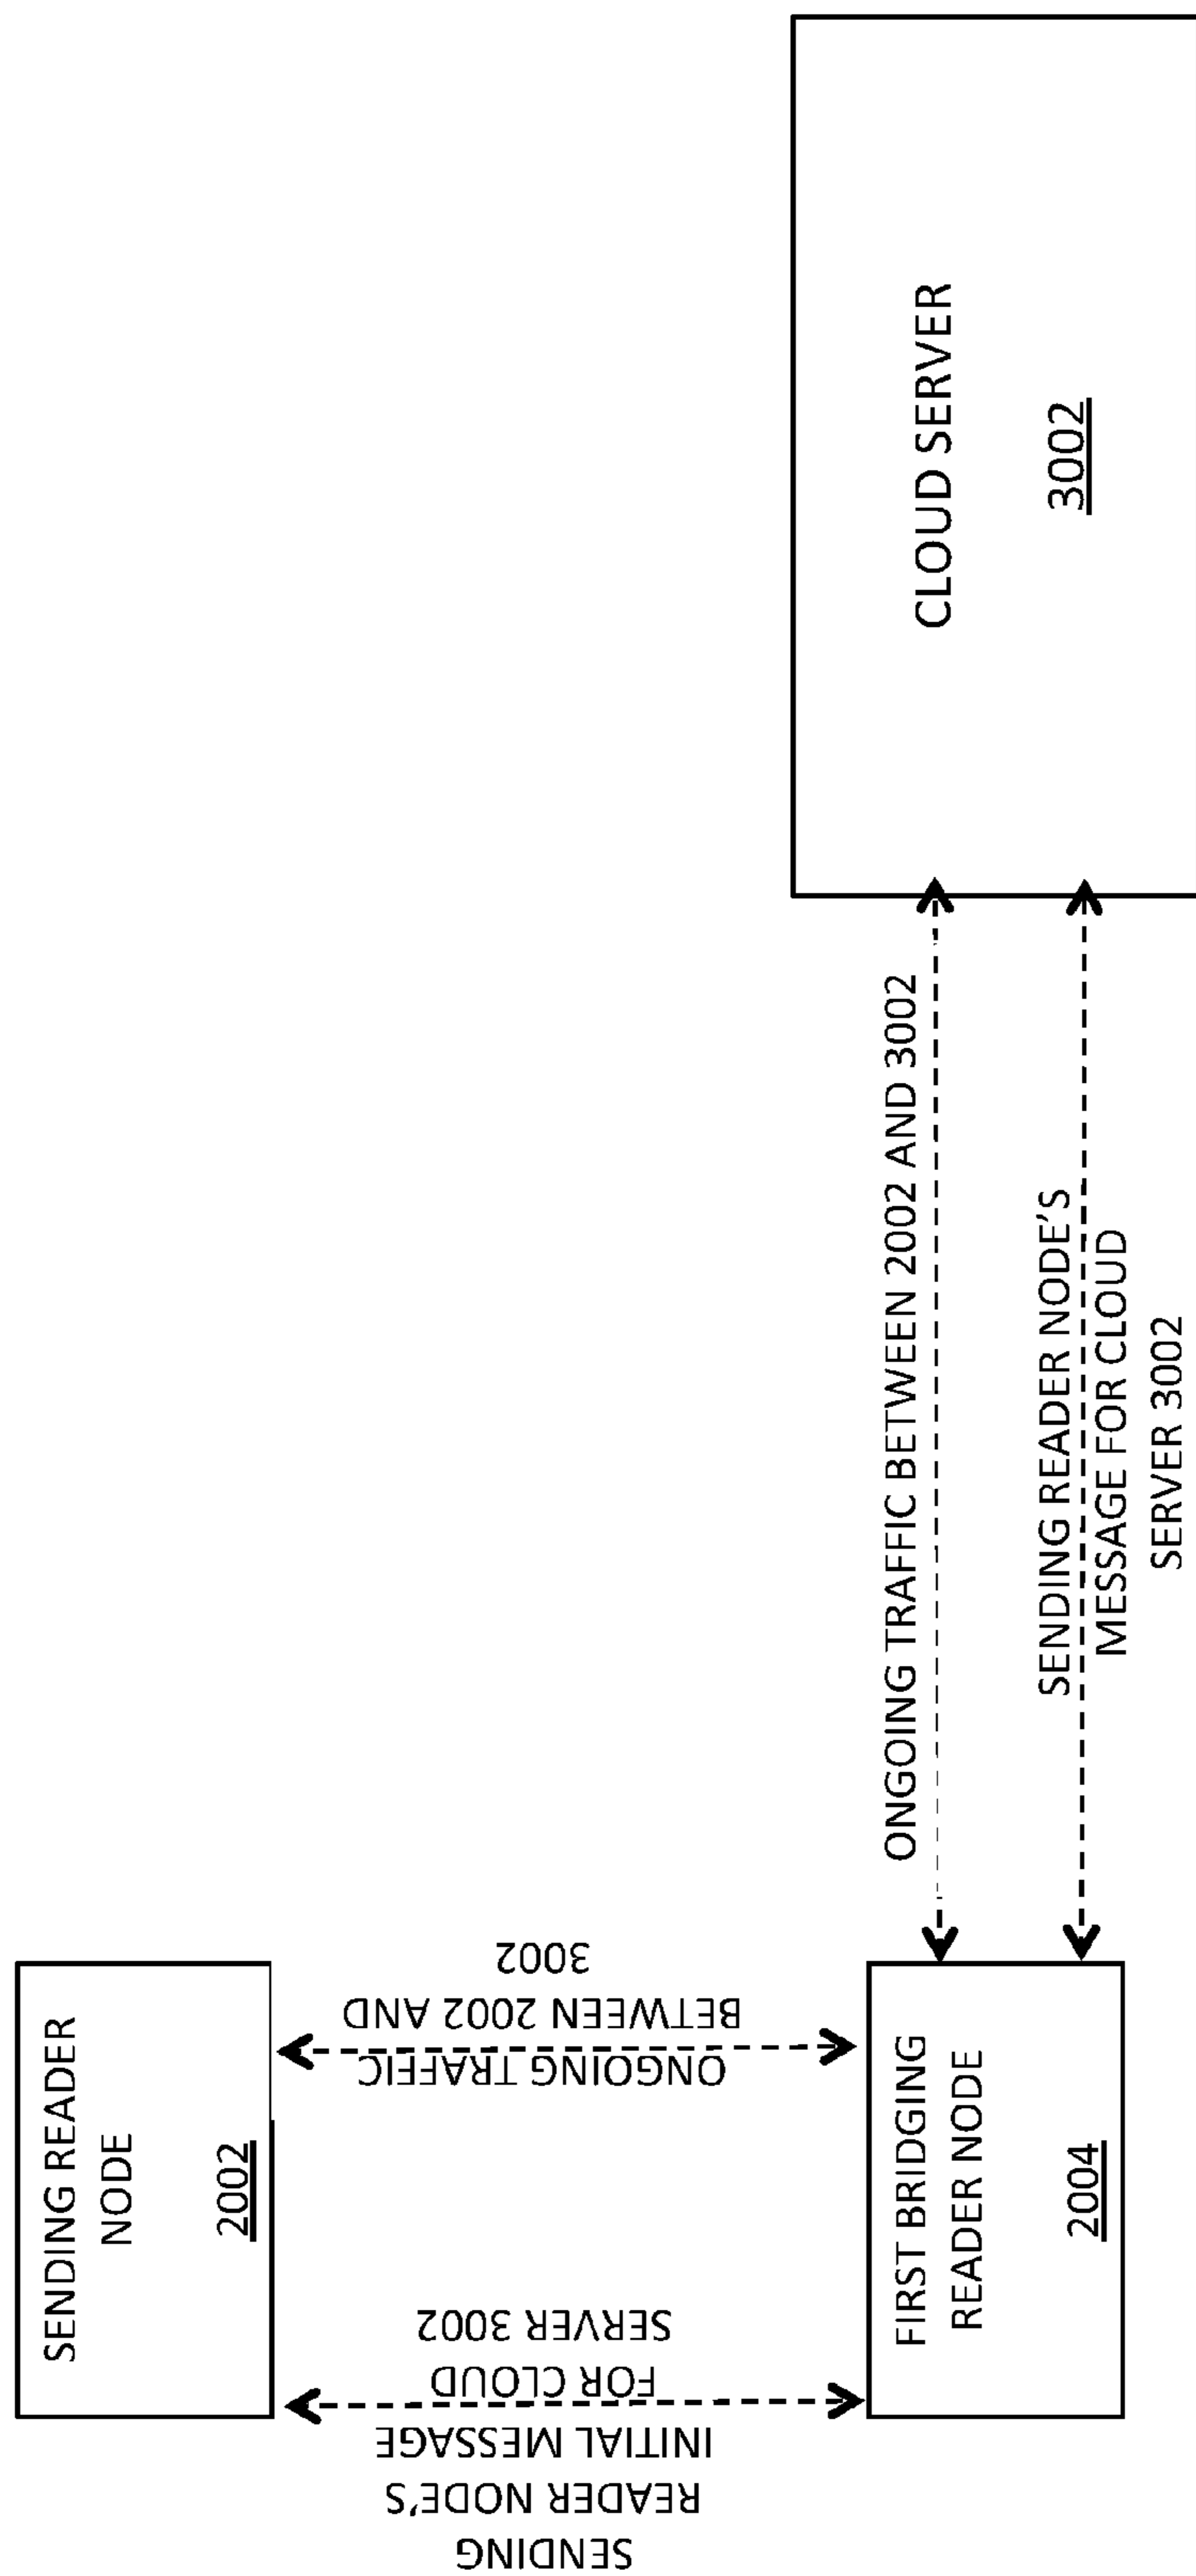 SENDING READER
NODE
2002
SENDING
READER NODE'S
INITIAL MESSAGE
FOR CLOUD
SERVER 3002
ONGOING TRAFFIC
BETWEEN 2002 AND
3002
FIRST BRIDGING
READER NODE
2004
ONGOING TRAFFIC BETWEEN 2002 AND 3002
SENDING READER NODE'S
MESSAGE FOR CLOUD
SERVER 3002
CLOUD SERVER
3002